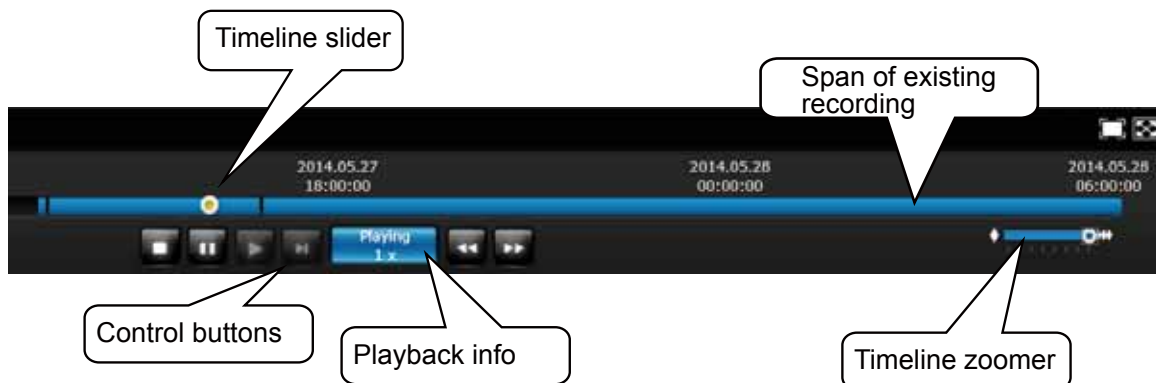 Timeline slider
Span of existing
recording
2014.05.27
18:00:00
2014.05.28
00:00:00
2014.05.28
06:00:00
Playing
1 x
Control buttons
Playback info
Timeline zoomer